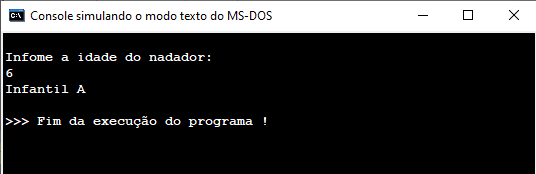 Console simulando o modo texto do MS-DOS
Infome a idade do nadador:
6
Infantil A
>>> Fim da execução do programa !